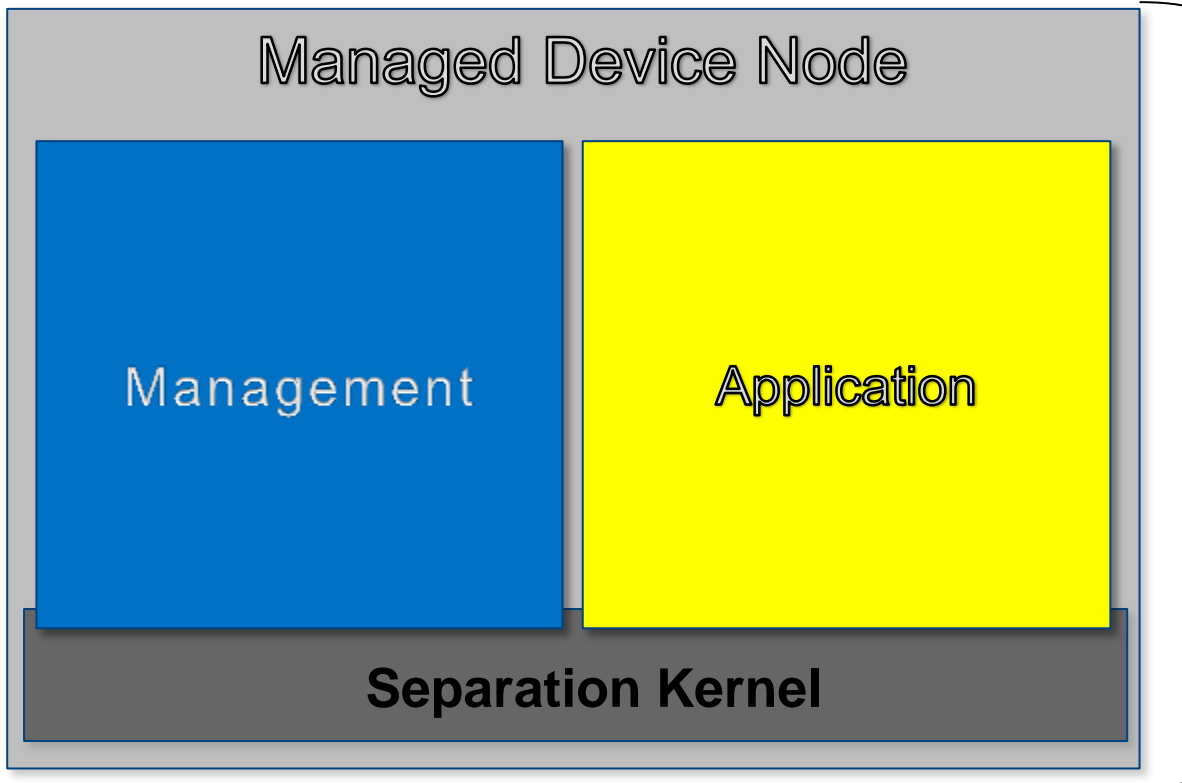 Managed Device Node
Management
Application
Separation Kernel